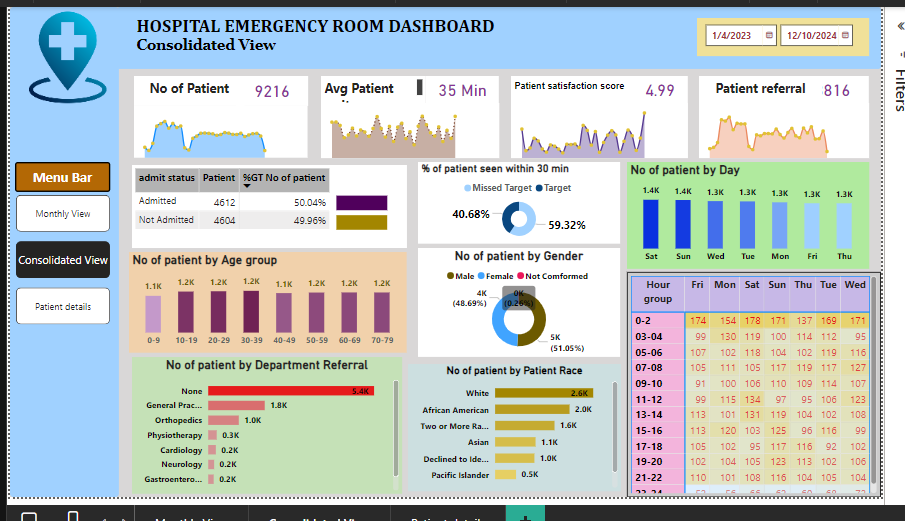 HOSPITAL EMERGENCY ROOM DASHBOARD
Consolidated View
1/4/2023 12/10/2024
Filters
No of Patient 9216
Avg Patient 35 Min
Patient satisfaction score 4.99
Patient referral 816
Menu Bar
Monthly View
Consolidated View
Patient details
admit status Patient %GT No of patient
Admitted 4612 50.04%
Not Admitted 4604 49.96%
% of patient seen within 30 min
Missed Target Target
40.68%
59.32%
No of patient by Day
1.4K 1.4K 1.3K 1.3K 1.3K 1.3K 1.3K
Sat Sun Wed Tue Mon Fri Thu
No of patient by Age group
1.1K 1.2K 1.2K 1.2K 1.1K 1.2K 1.2K 1.2K
0-9 10-19 20-29 30-39 40-49 50-59 60-69 70-79
No of patient by Gender
Male Female Not Conformed
4K
(48.69%)
0K
(0.26%)
5K
(51.05%)
No of patient by Department Referral
None 5.4K
General Prac... 1.8K
Orthopedics 1.0K
Physiotherapy 0.3K
Cardiology 0.2K
Neurology 0.2K
Gastroentero... 0.2K
No of patient by Patient Race
White 2.6K
African American 2.0K
Two or More Ra... 1.6K
Asian 1.1K
Declined to Ide... 1.0K
Pacific Islander 0.5K
Hour group Fri Mon Sat Sun Thu Tue Wed
0-2 174 154 178 171 137 169 171
03-04 99 130 119 100 114 112 95
05-06 107 102 118 104 102 119 116
07-08 105 111 105 117 119 117 127
09-10 91 100 106 110 109 114 107
11-12 99 115 134 97 95 106 123
13-14 113 101 131 119 104 102 108
15-16 113 120 103 125 96 116 99
17-18 105 102 95 117 116 92 102
19-20 102 104 105 123 113 102 106
21-22 110 101 108 116 104 105 104